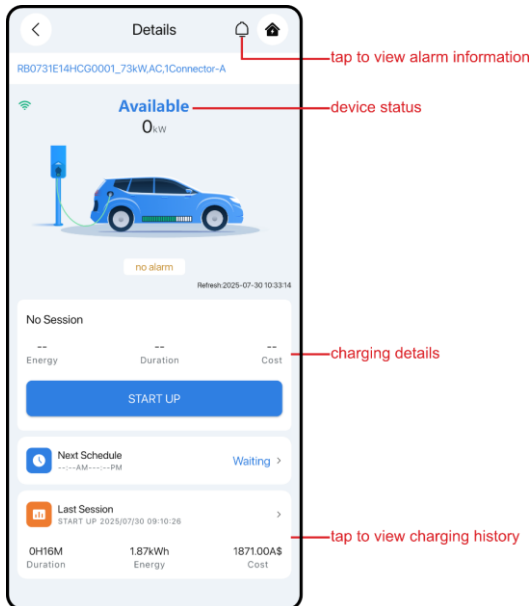 Details
tap to view alarm information
RB0731E14HCG0001_73kW,AC,1Connector-A
Available
device status
0kW
no alarm
Refresh:2025-07-30 10:33:14
No Session
-- -- --
Energy Duration Cost
charging details
START UP
Next Schedule
--:--AM--:--PM
Waiting >
Last Session
START UP 2025/07/30 09:10:26
>
tap to view charging history
0H16M 1.87kWh 1871.00A$
Duration Energy Cost